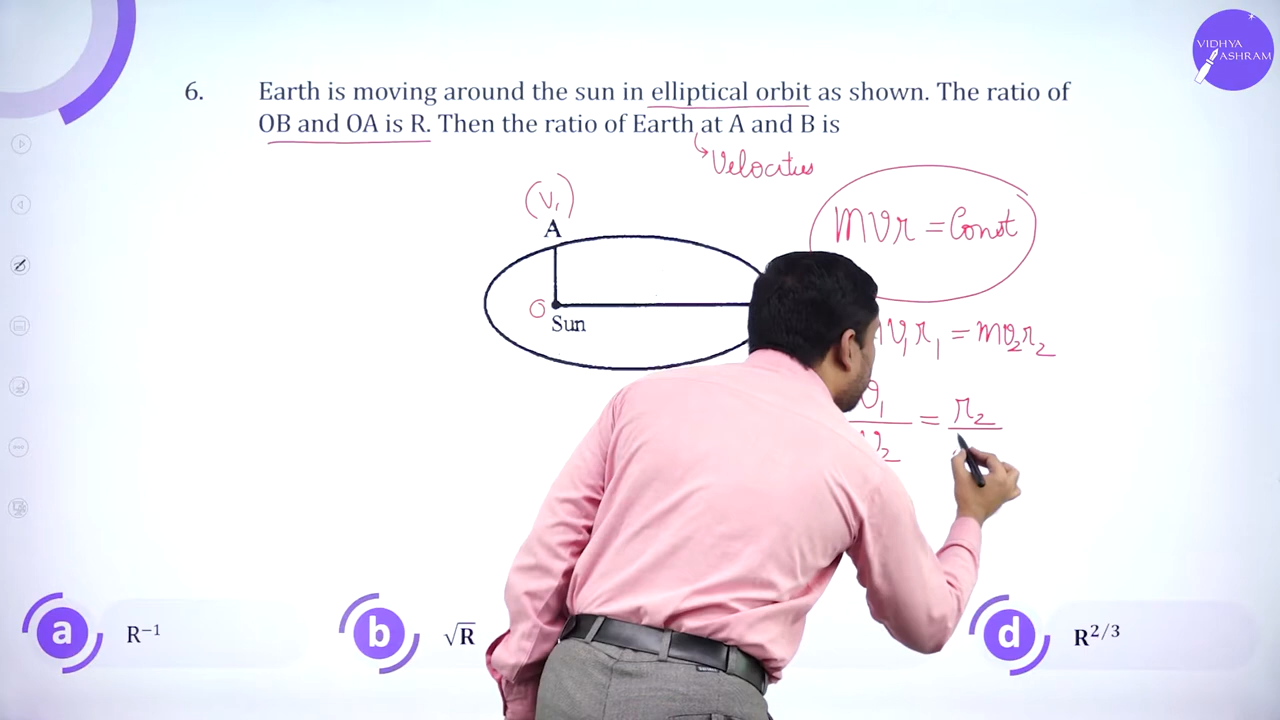 VIDHYA
ASHRAM
6. Earth is moving around the sun in elliptical orbit as shown. The ratio of
OB and OA is R. Then the ratio of Earth at A and B is
Velocities
(V₁)
A
O
Sun
mvr = Const
V₁r₁ = mv₂r₂
v₁ = r₂
v₂
a R⁻¹
b √R
d R^{2/3}